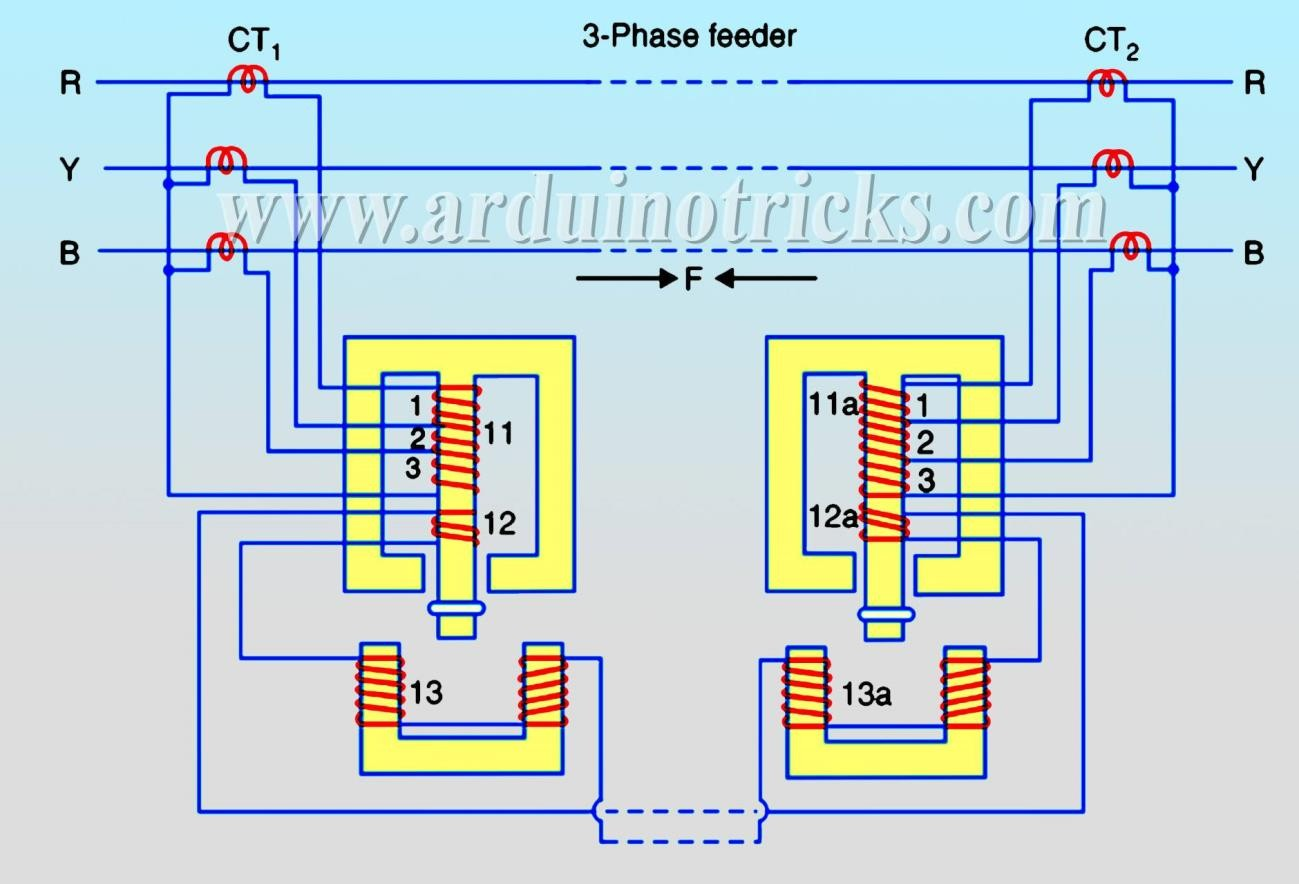 CT1 3-Phase feeder CT2
R R
Y Y
www.arduinotricks.com
B B
F
1 11a 1
2 11 2
3 3
12 12a
13 13a